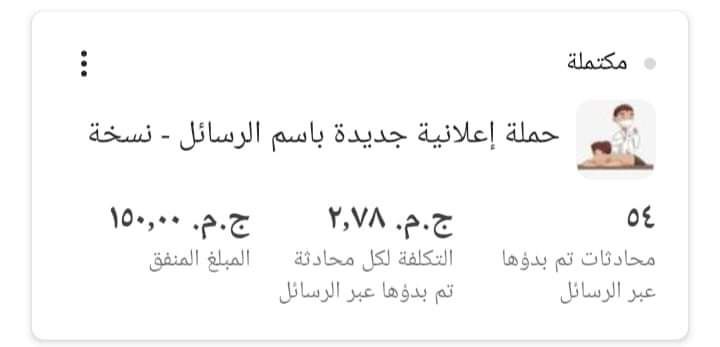 مكتملة
حملة إعلانية جديدة باسم الرسائل - نسخة
٥٤
محادثات تم بدؤها
عبر الرسائل
ج.م. ٢,٧٨
التكلفة لكل محادثة
تم بدؤها عبر الرسائل
ج.م. ١٥٠,٠٠
المبلغ المنفق